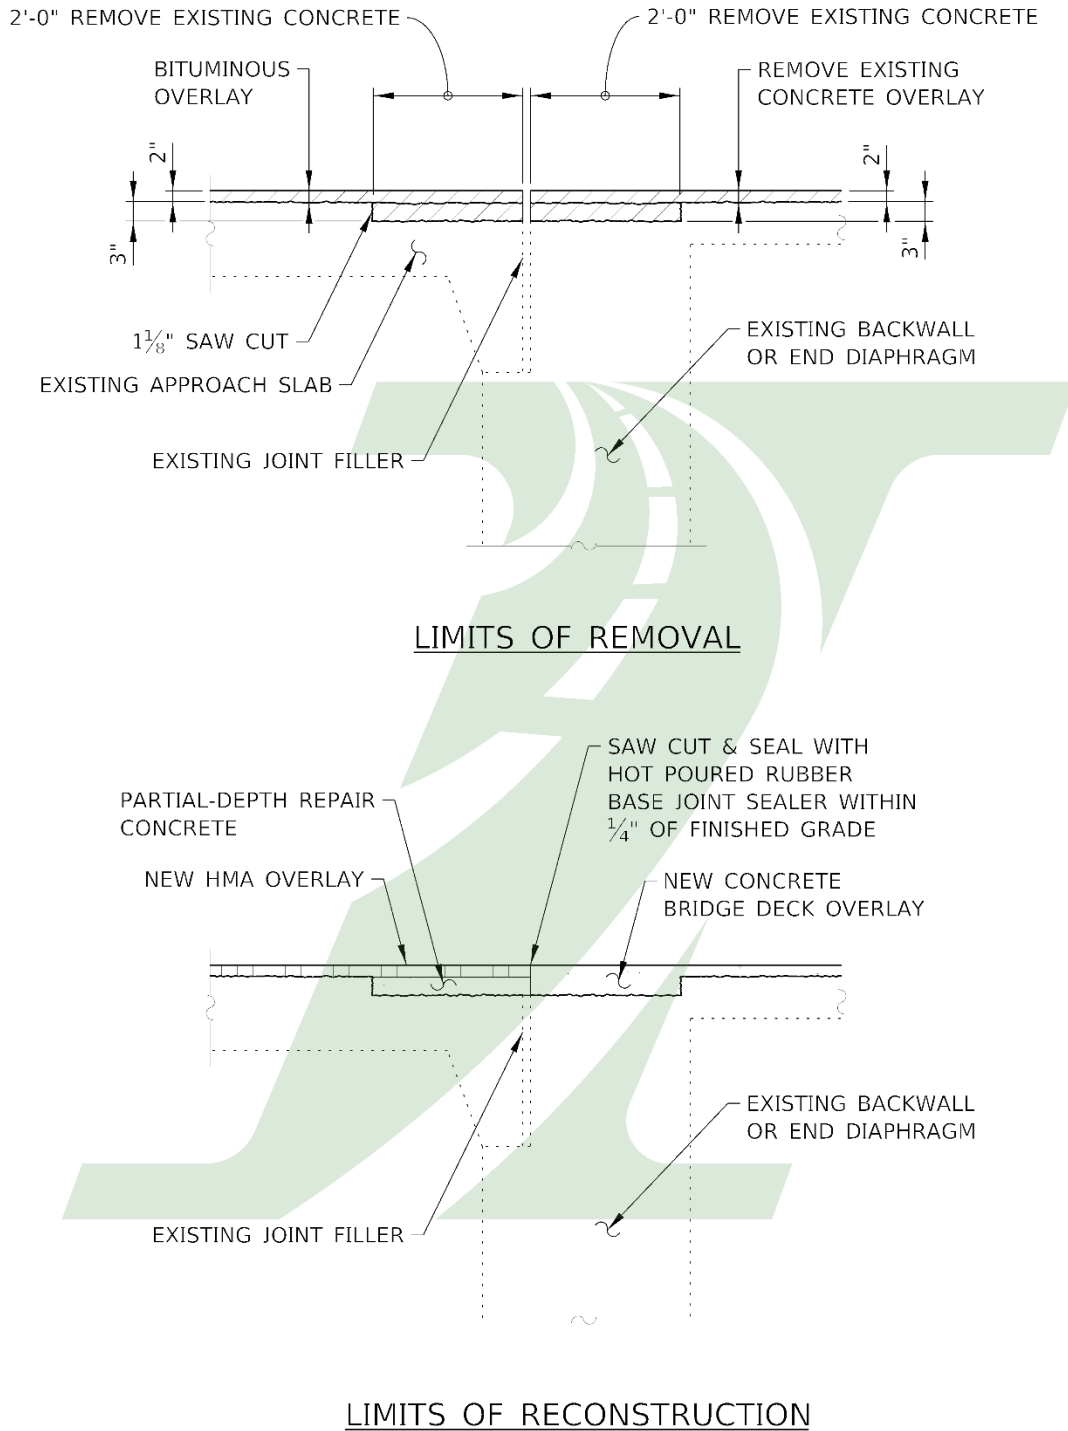 2'-0" REMOVE EXISTING CONCRETE
2'-0" REMOVE EXISTING CONCRETE
BITUMINOUS
OVERLAY
REMOVE EXISTING
CONCRETE OVERLAY
2"
2"
3"
3"
1⅛" SAW CUT
EXISTING APPROACH SLAB
EXISTING BACKWALL
OR END DIAPHRAGM
EXISTING JOINT FILLER
LIMITS OF REMOVAL
SAW CUT & SEAL WITH
HOT POURED RUBBER
BASE JOINT SEALER WITHIN
¼" OF FINISHED GRADE
PARTIAL-DEPTH REPAIR
CONCRETE
NEW HMA OVERLAY
NEW CONCRETE
BRIDGE DECK OVERLAY
EXISTING BACKWALL
OR END DIAPHRAGM
EXISTING JOINT FILLER
LIMITS OF RECONSTRUCTION